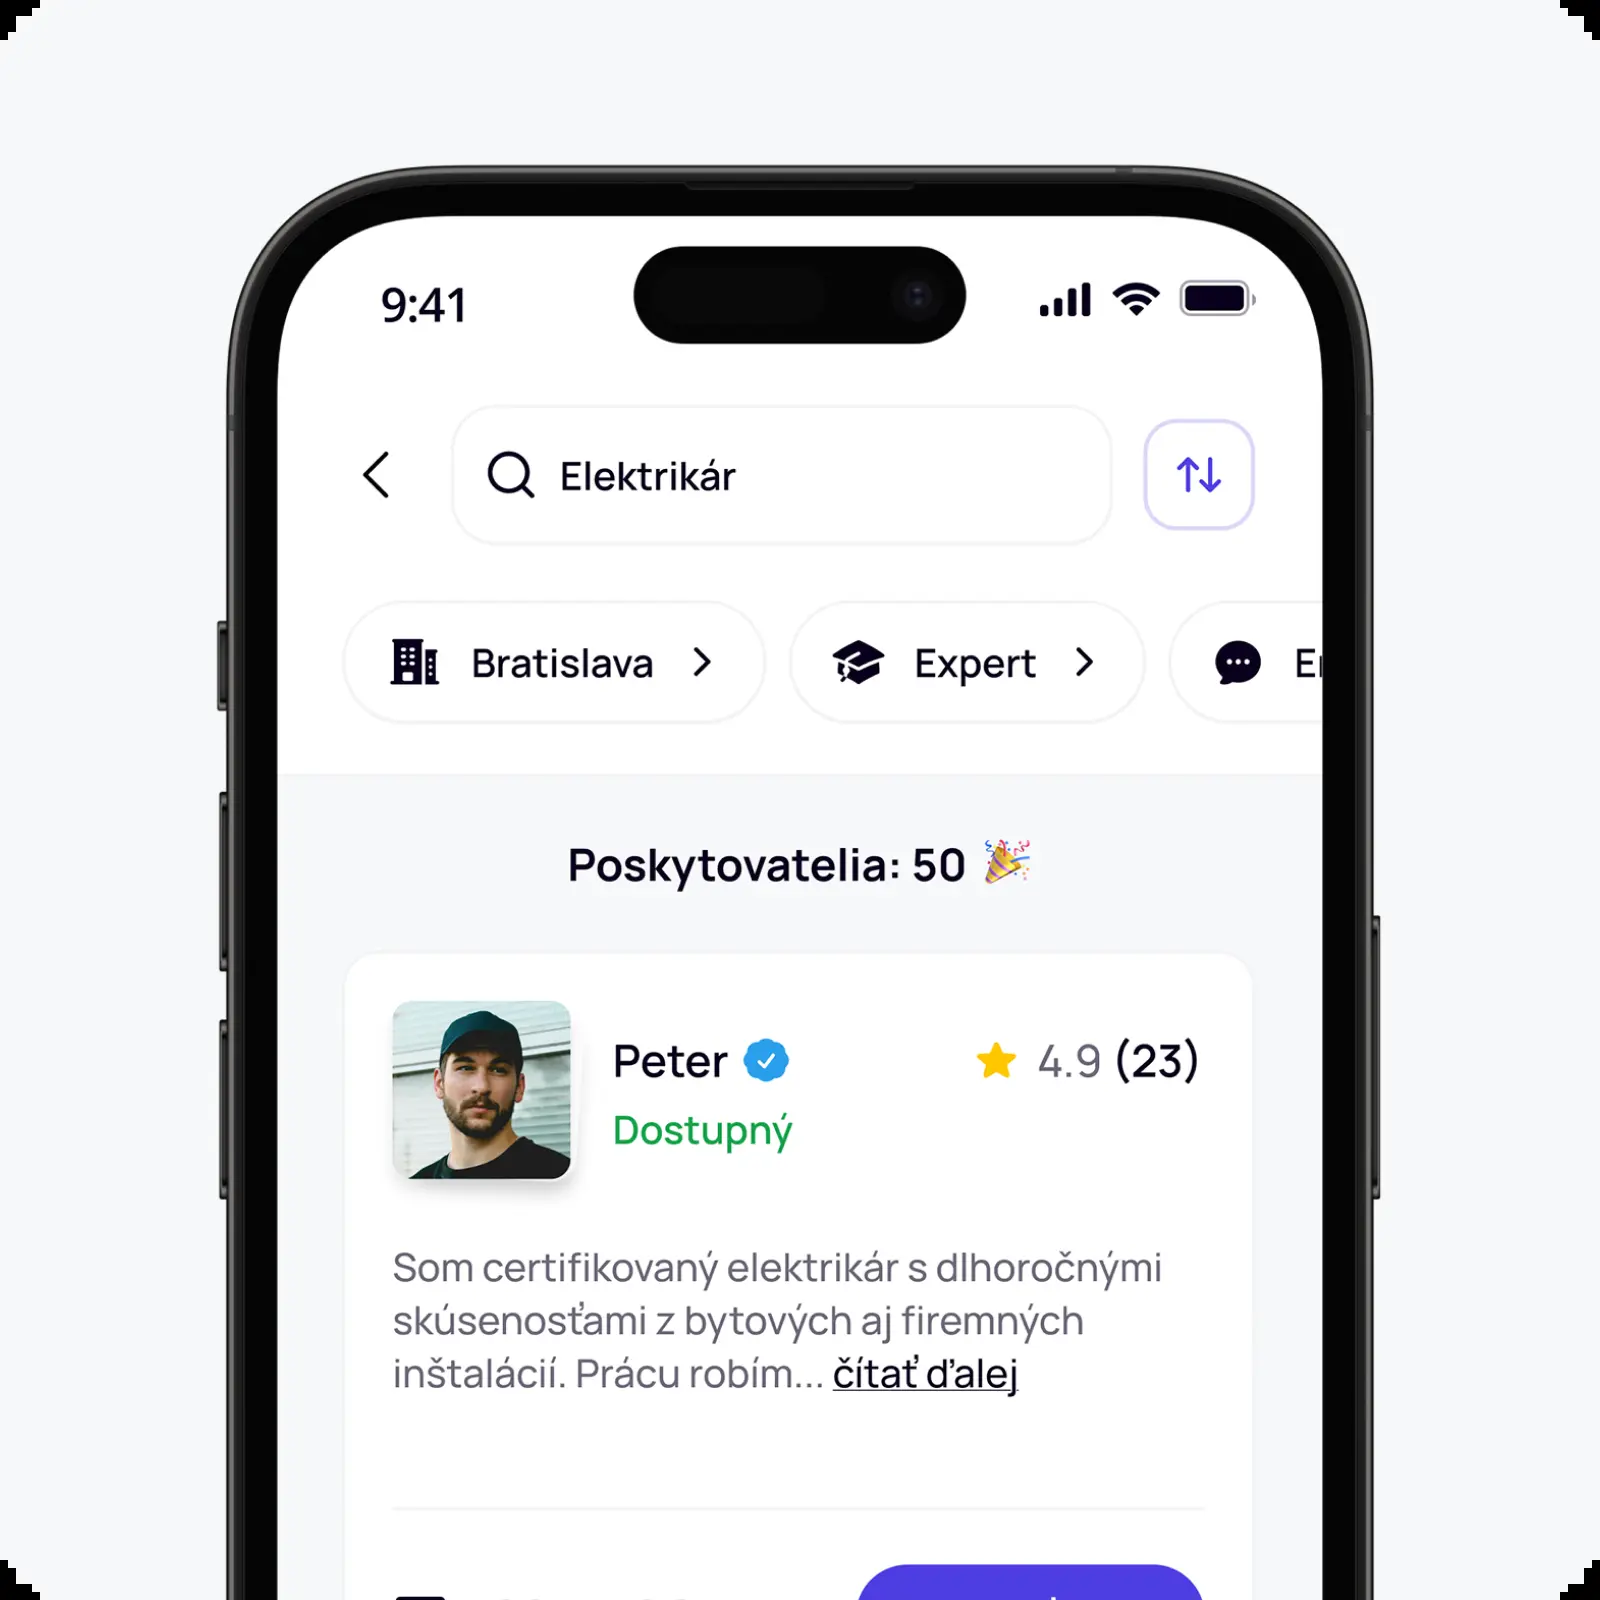 9:41
Elektrikár
Bratislava
Expert
Poskytovatelia: 50 🎉
Peter
4.9 (23)
Dostupný
Som certifikovaný elektrikár s dlhoročnými
skúsenosťami z bytových aj firemných
inštalácií. Prácu robím... čítať ďalej